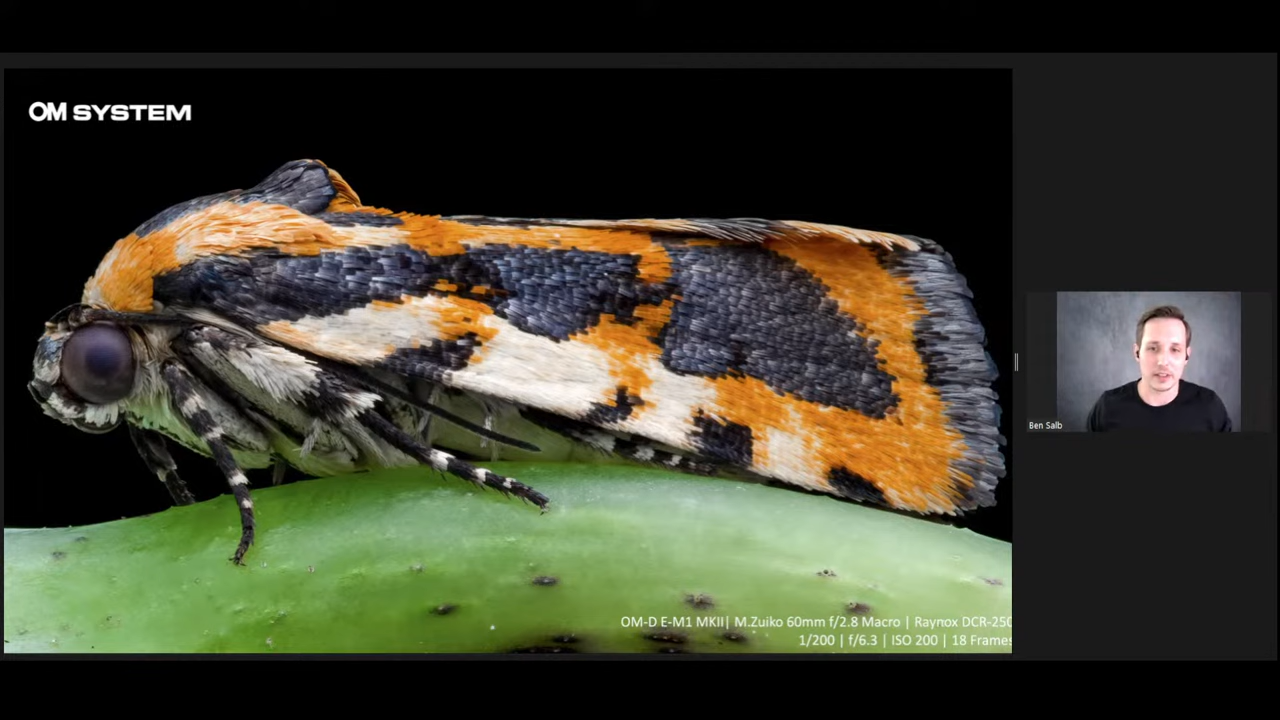 OM SYSTEM
Ben Salb
OM-D E-M1 MKII| M.Zuiko 60mm f/2.8 Macro | Raynox DCR-250
1/200 | f/6.3 | ISO 200 | 18 Frames